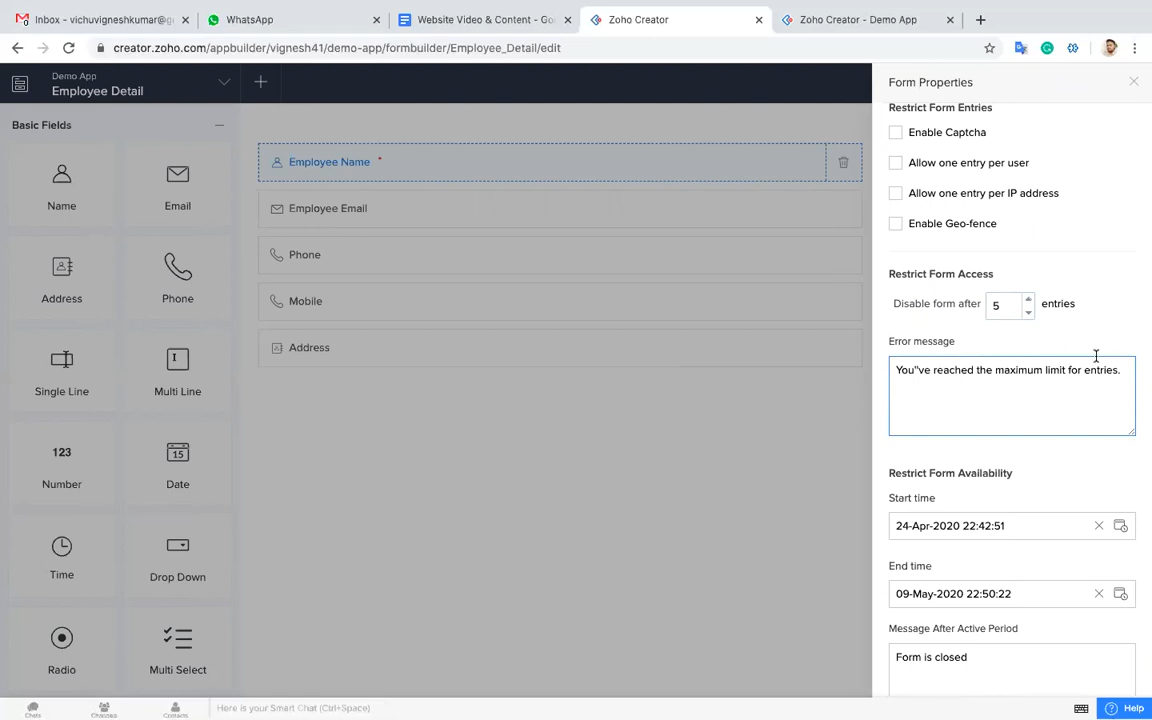 Inbox - vichuvigneshkumar@g
WhatsApp
Website Video & Content - Go
Zoho Creator
Zoho Creator - Demo App
creator.zoho.com/appbuilder/vignesh41/demo-app/formbuilder/Employee_Detail/edit
Demo App
Employee Detail
Basic Fields
Name
Email
Address
Phone
Single Line
Multi Line
123
Number
15
Date
Time
Drop Down
Radio
Multi Select
Employee Name *
Employee Email
Phone
Mobile
Address
Form Properties
Restrict Form Entries
Enable Captcha
Allow one entry per user
Allow one entry per IP address
Enable Geo-fence
Restrict Form Access
Disable form after 5 entries
Error message
You"ve reached the maximum limit for entries.
Restrict Form Availability
Start time
24-Apr-2020 22:42:51
End time
09-May-2020 22:50:22
Message After Active Period
Form is closed
Chats
Channels
Contacts
Here is your Smart Chat (Ctrl+Space)
Help